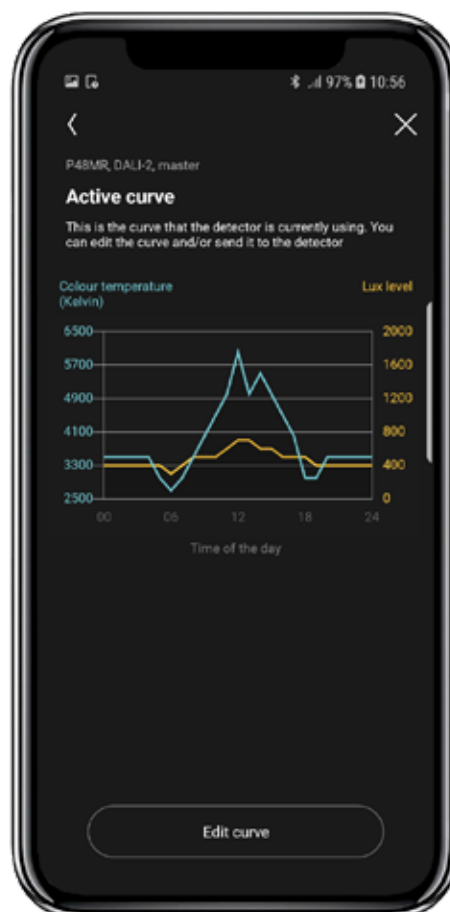 97% 10:56
P48MR, DALI-2, master
Active curve
This is the curve that the detector is currently using. You
can edit the curve and/or send it to the detector
Colour temperature
(Kelvin)
Lux level
6500 2000
5700 1600
4900 1200
4100 800
3300 400
2500 0
00 06 12 18 24
Time of the day
Edit curve